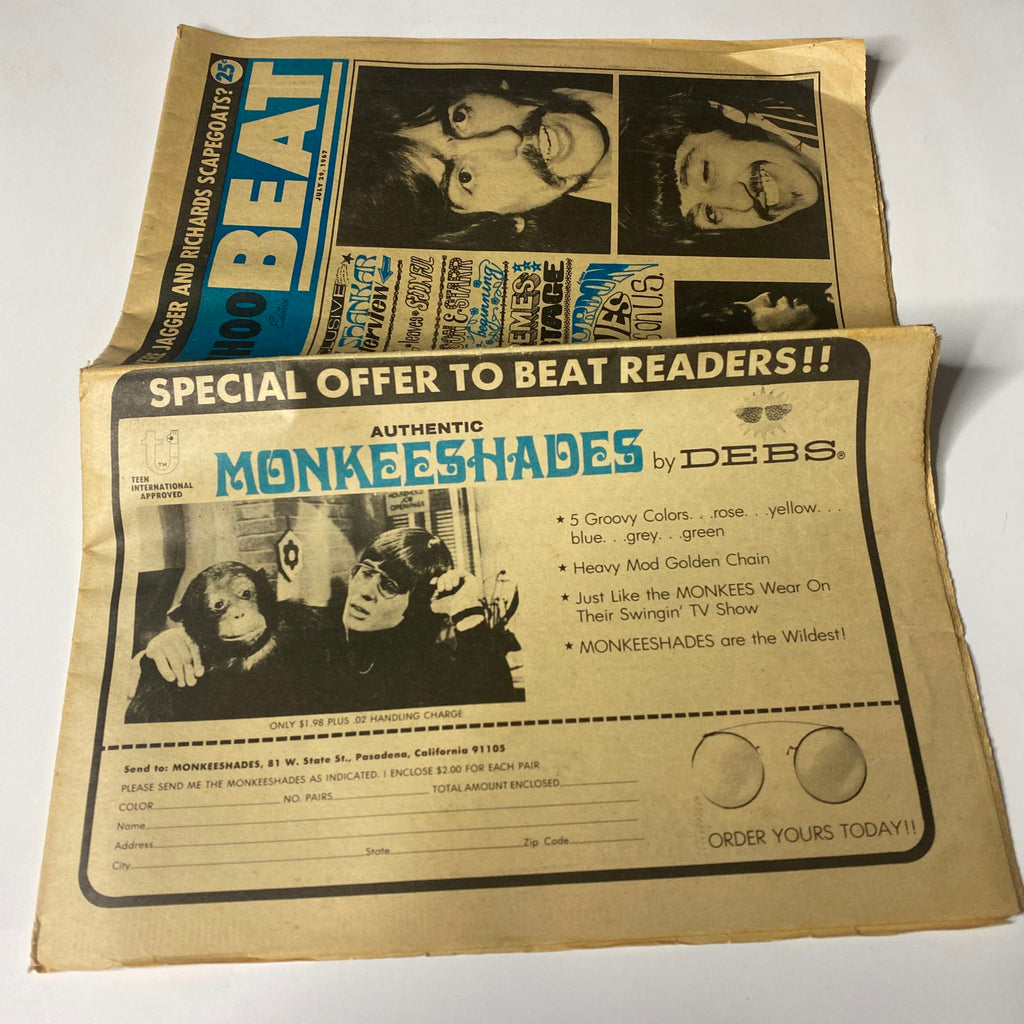 JAGGER AND RICHARDS SCAPEGOATS?
25¢
HOO
BEAT
Edition
JULY 29, 1967
SPECIAL OFFER TO BEAT READERS!!
TEEN
INTERNATIONAL
APPROVED
TM
AUTHENTIC
MONKEESHADES by DEBS®
★ 5 Groovy Colors. . .rose. . .yellow. . .
blue. . .grey. . .green
★ Heavy Mod Golden Chain
★ Just Like the MONKEES Wear On
Their Swingin' TV Show
★ MONKEESHADES are the Wildest!
OPENINGS
ONLY $1.98 PLUS .02 HANDLING CHARGE
Send to: MONKEESHADES, 81 W. State St., Pasadena, California 91105
PLEASE SEND ME THE MONKEESHADES AS INDICATED. I ENCLOSE $2.00 FOR EACH PAIR
COLOR NO. PAIRS TOTAL AMOUNT ENCLOSED
Name
Address
City State Zip Code
ORDER YOURS TODAY!!